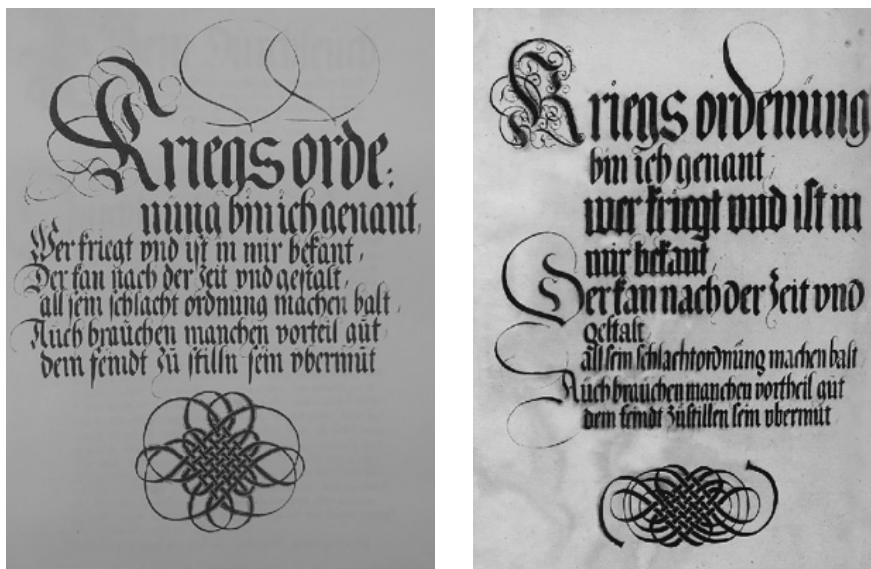 Kriegs orde:
nung bin ich genant,
Wer kriegt vnd ist in mir bekant,
Der kan nach der Zeit vnd gestalt,
all sein schlacht ordnung machen balt,
Auch brauchen manchen vorteil gut
dem feindt zu stilln sein vbermut
Kriegs ordenung
bin ich genant
wer kriegt vnd ist in
mir bekant
Der kan nach der Zeit vnd
gestalt
all sein schlachtordnung machen balt
Auch brauchen manchen vortheil gut
dem feindt zustillen sein vbermut